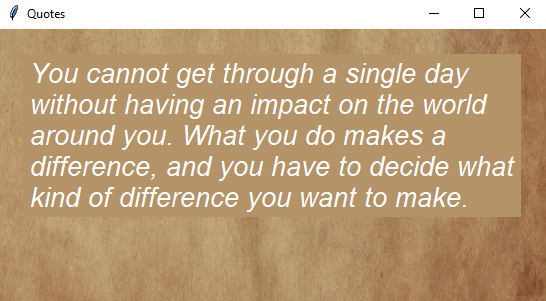 Quotes
You cannot get through a single day
without having an impact on the world
around you. What you do makes a
difference, and you have to decide what
kind of difference you want to make.